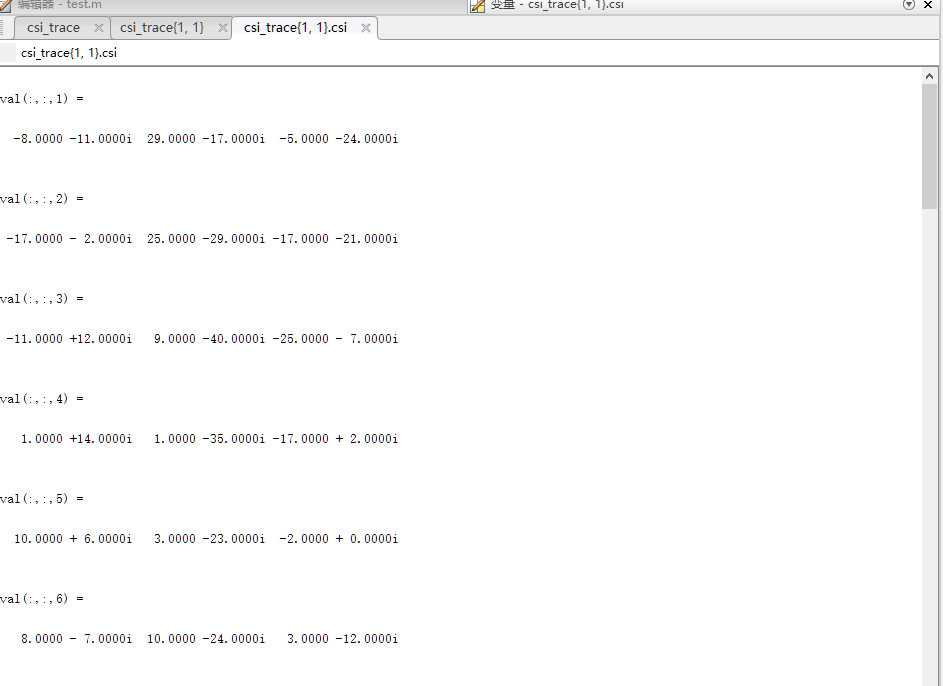 编辑器 - test.m
变量 - csi_trace{1, 1}.csi
csi_trace csi_trace{1, 1} csi_trace{1, 1}.csi
csi_trace{1, 1}.csi
val(:,:,1) =
-8.0000 -11.0000i 29.0000 -17.0000i -5.0000 -24.0000i
val(:,:,2) =
-17.0000 - 2.0000i 25.0000 -29.0000i -17.0000 -21.0000i
val(:,:,3) =
-11.0000 +12.0000i 9.0000 -40.0000i -25.0000 - 7.0000i
val(:,:,4) =
1.0000 +14.0000i 1.0000 -35.0000i -17.0000 + 2.0000i
val(:,:,5) =
10.0000 + 6.0000i 3.0000 -23.0000i -2.0000 + 0.0000i
val(:,:,6) =
8.0000 - 7.0000i 10.0000 -24.0000i 3.0000 -12.0000i